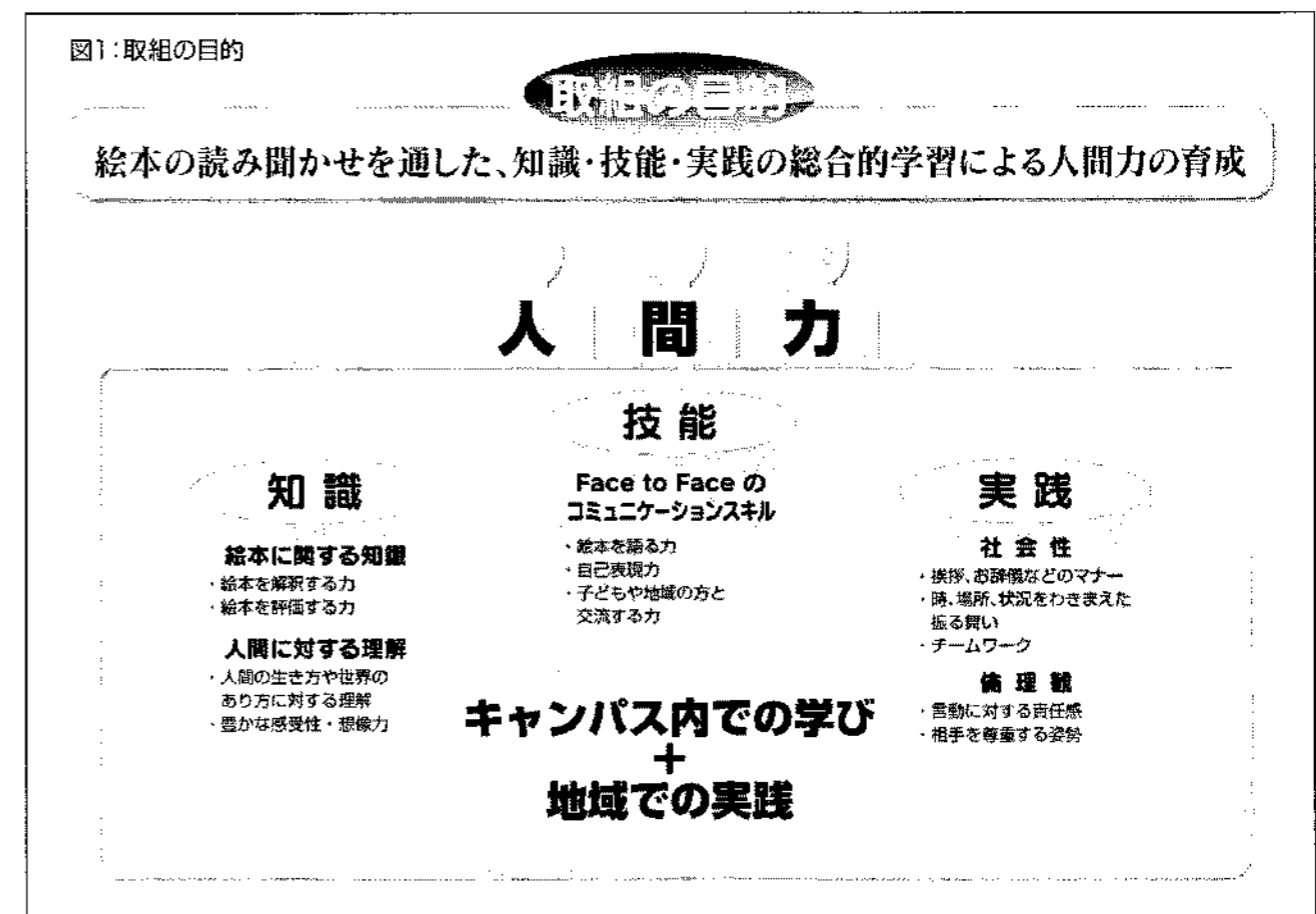 図1:取組の目的
取組の目的
絵本の読み聞かせを通した、知識・技能・実践の総合的学習による人間力の育成
人間力
技能
Face to Face の
コミュニケーションスキル
・絵本を語る力
・自己表現力
・子どもや地域の方と
交流する力
知識
絵本に関する知識
・絵本を解釈する力
・絵本を評価する力
人間に対する理解
・人間の生き方や世界の
あり方に対する理解
・豊かな感受性・想像力
実践
社会性
・挨拶、お辞儀などのマナー
・時、場所、状況をわきまえた
振る舞い
・チームワーク
倫理観
・言動に対する責任感
・相手を尊重する姿勢
キャンパス内での学び
+
地域での実践